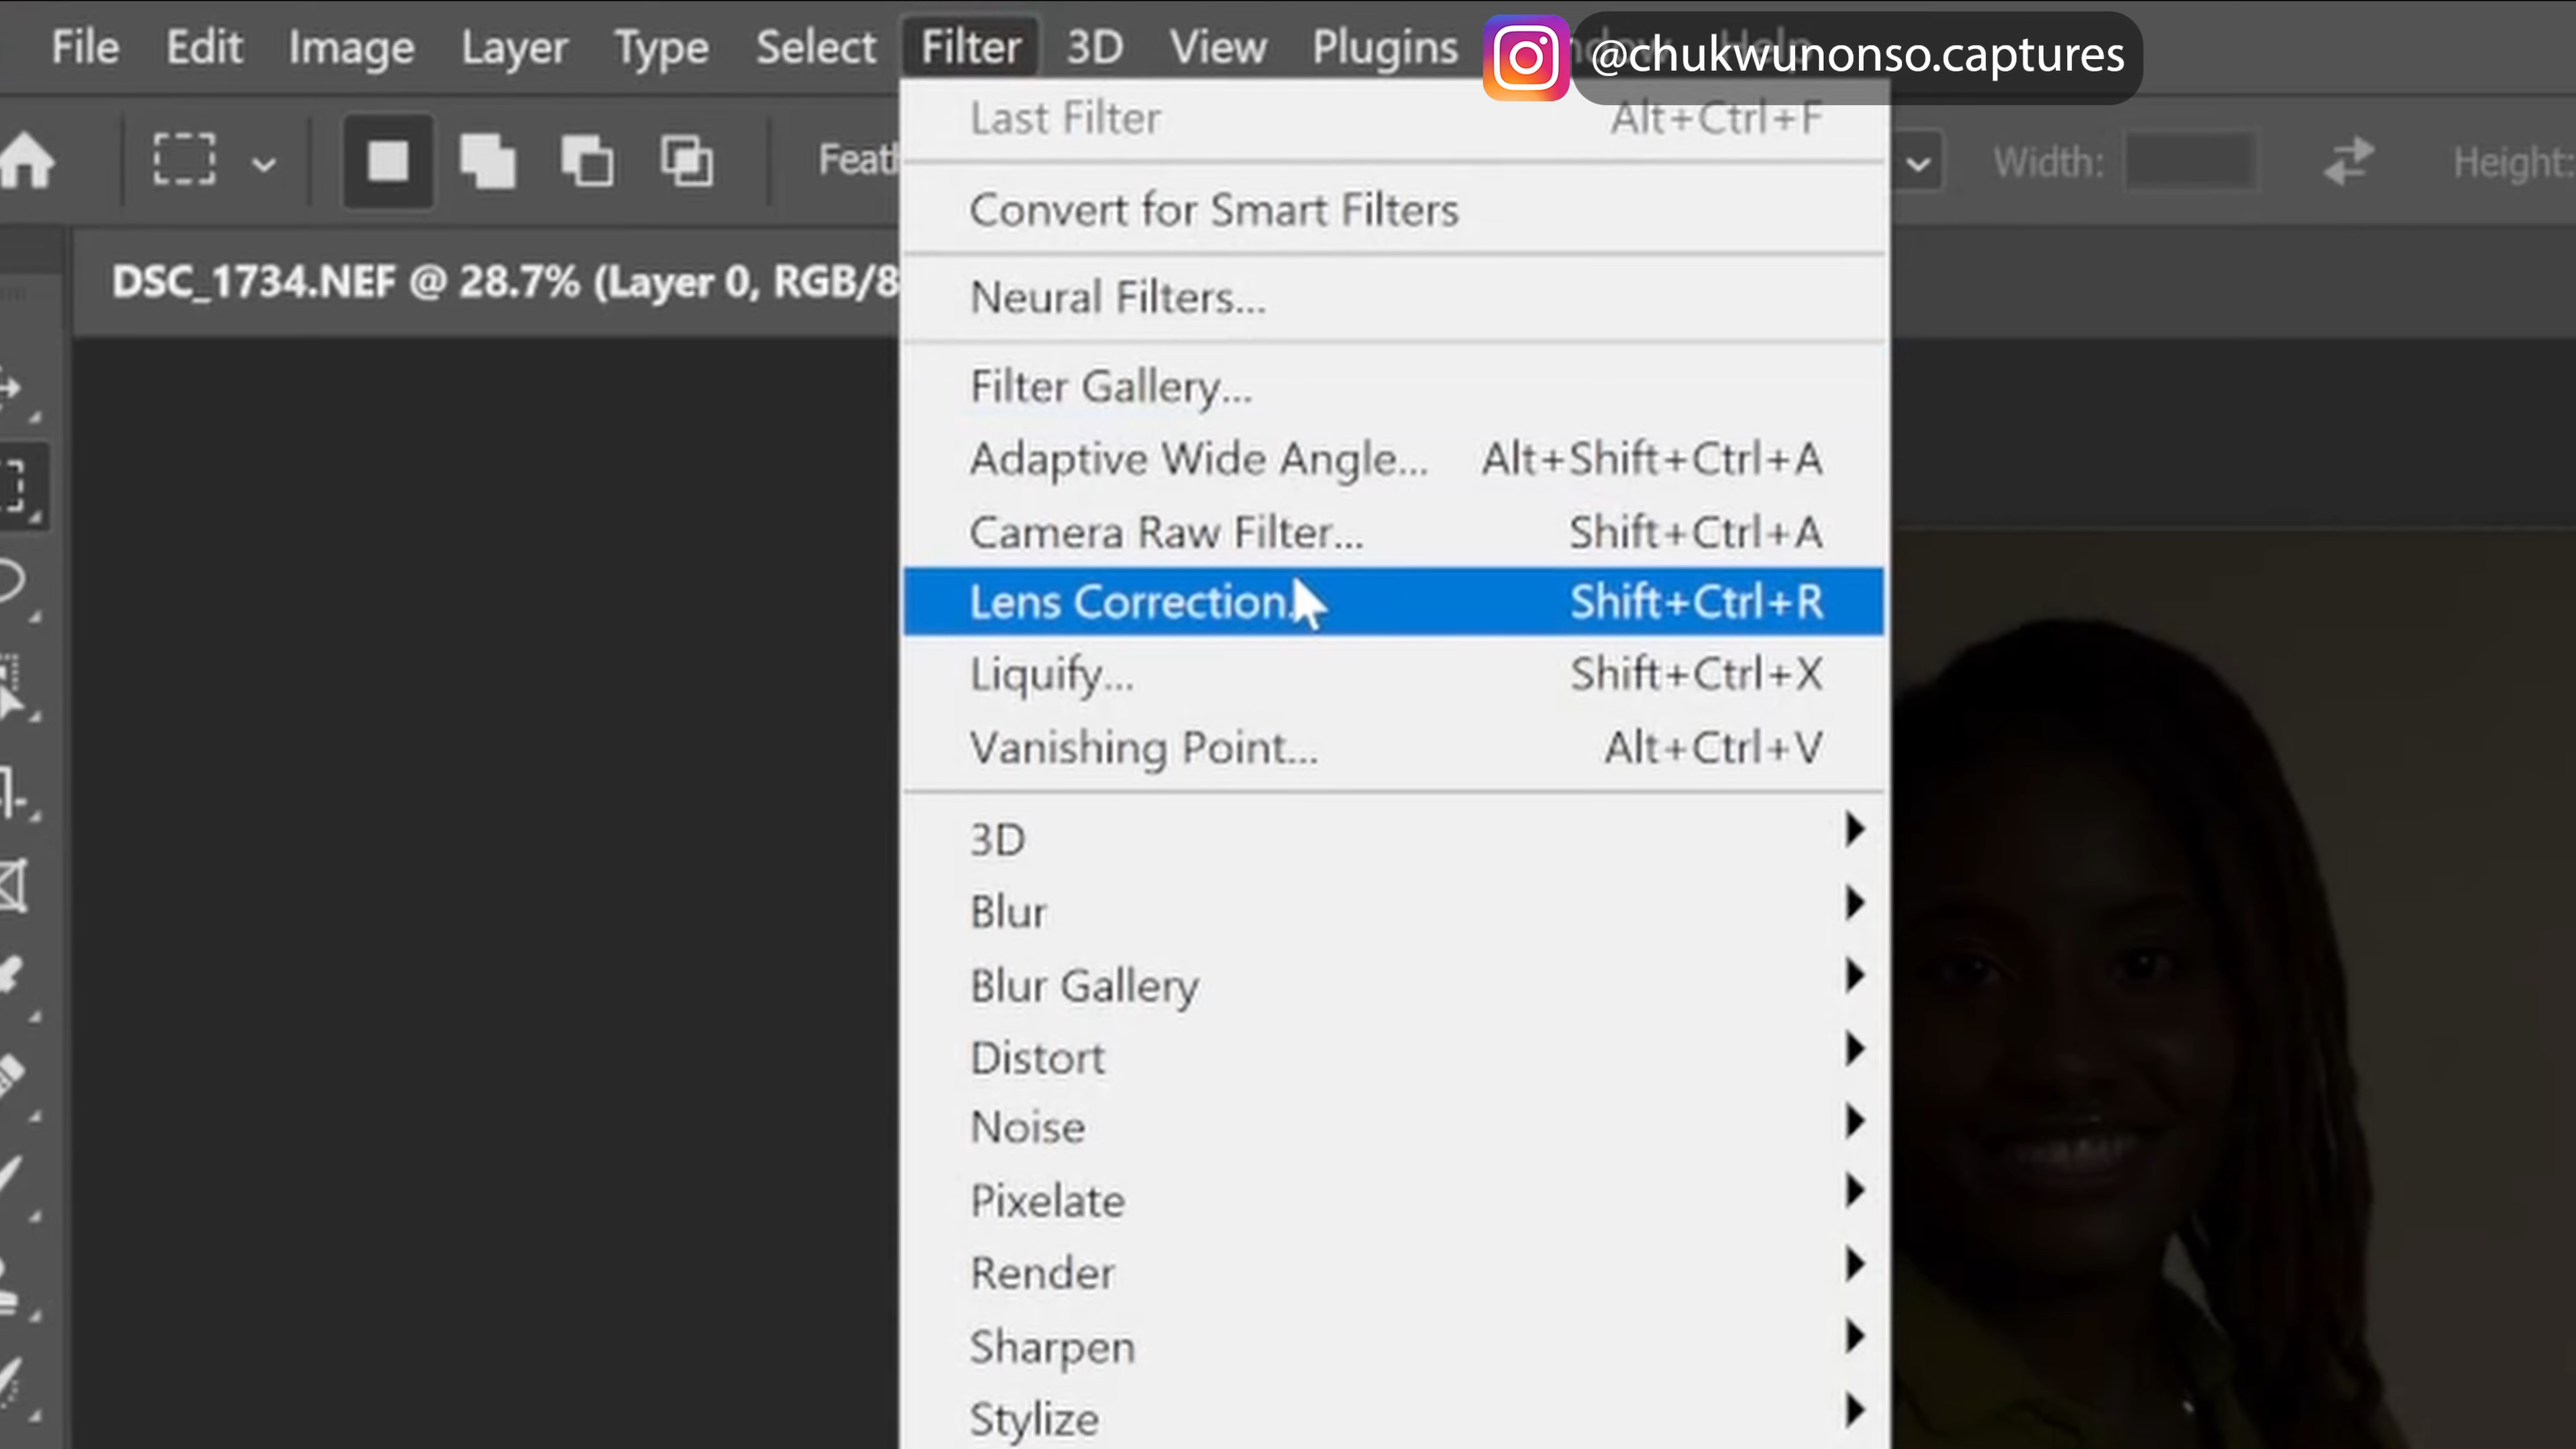 File Edit Image Layer Type Select Filter 3D View Plugins
@chukwunonso.captures
Feat
Width:
Height:
DSC_1734.NEF @ 28.7% (Layer 0, RGB/8
Last Filter Alt+Ctrl+F
Convert for Smart Filters
Neural Filters...
Filter Gallery...
Adaptive Wide Angle... Alt+Shift+Ctrl+A
Camera Raw Filter... Shift+Ctrl+A
Lens Correction... Shift+Ctrl+R
Liquify... Shift+Ctrl+X
Vanishing Point... Alt+Ctrl+V
3D
Blur
Blur Gallery
Distort
Noise
Pixelate
Render
Sharpen
Stylize